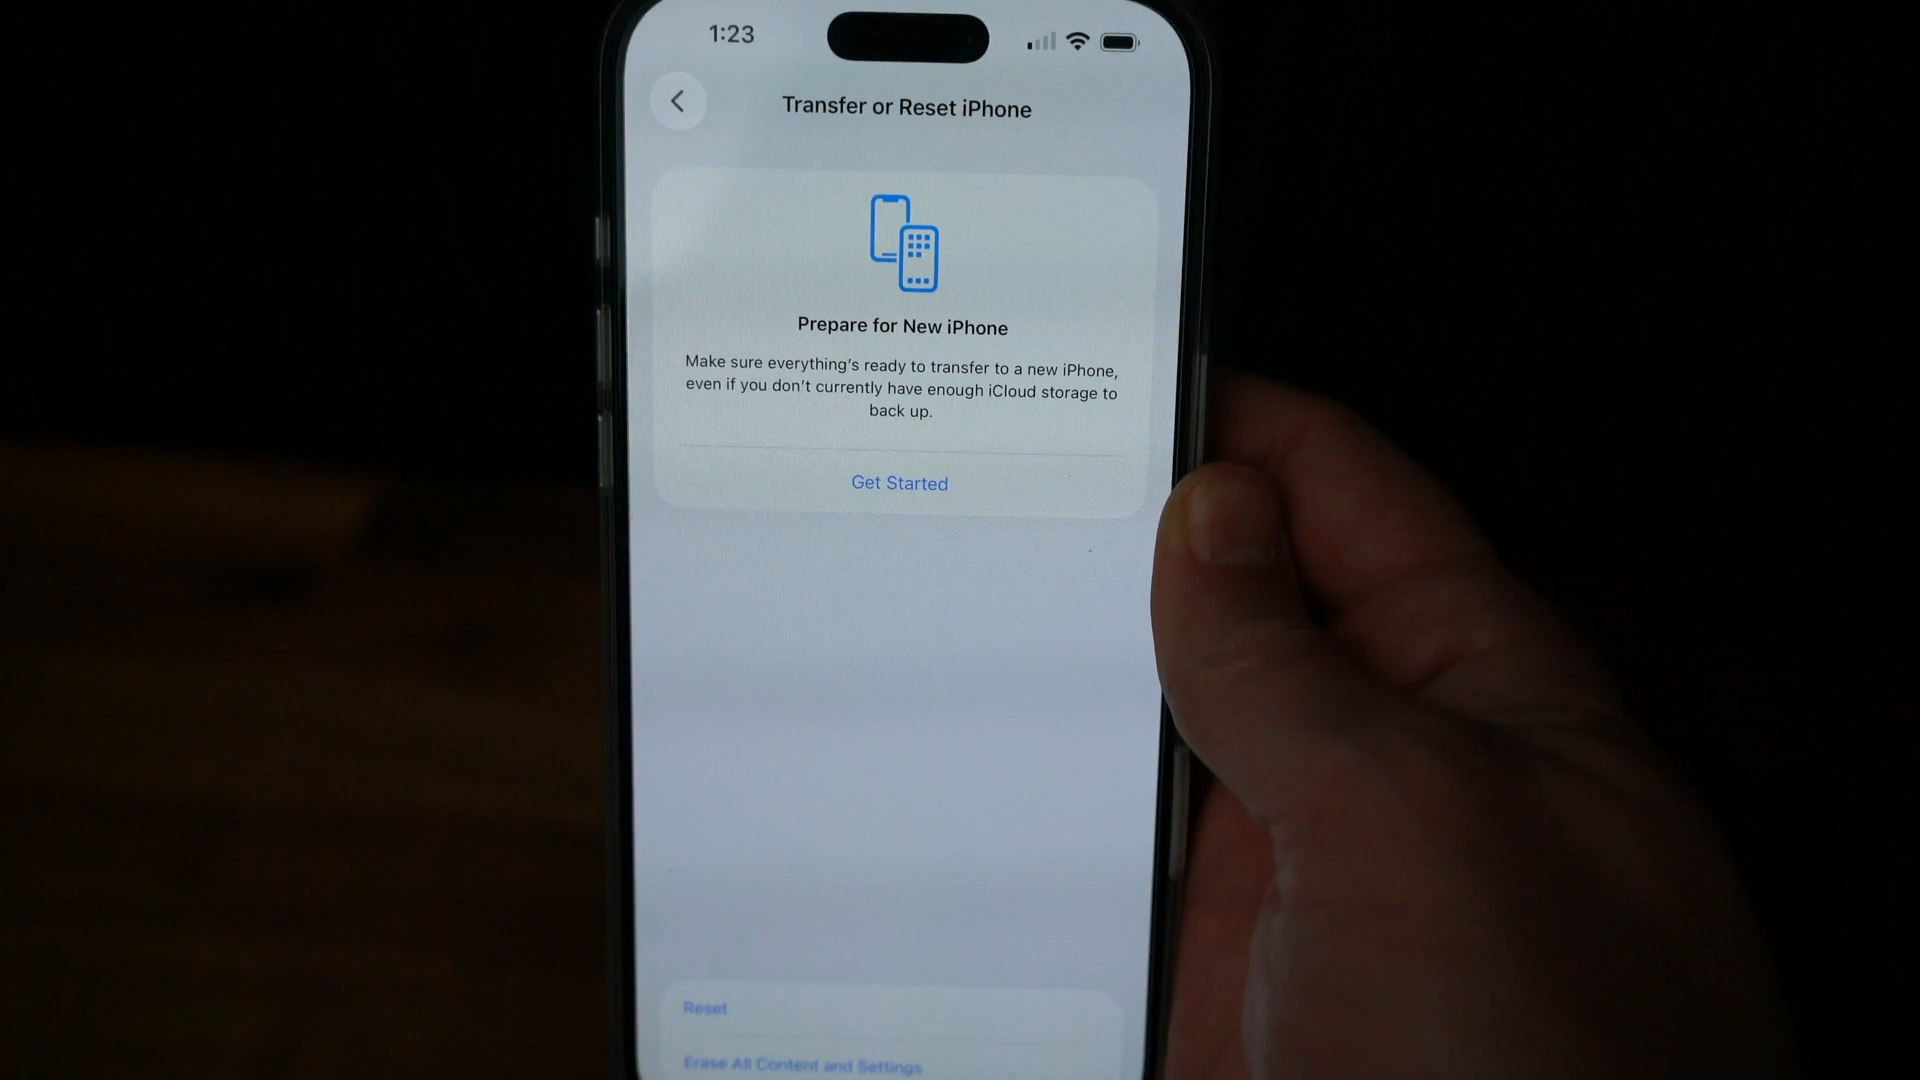 1:23
Transfer or Reset iPhone
Prepare for New iPhone
Make sure everything's ready to transfer to a new iPhone,
even if you don't currently have enough iCloud storage to
back up.
Get Started
Reset
Erase All Content and Settings